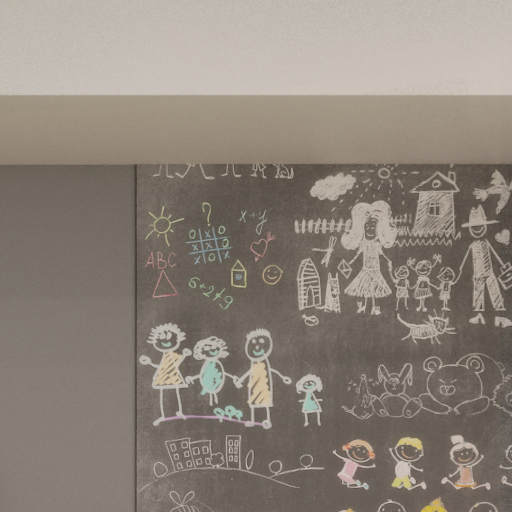 ?
x+y
O X O
X X O
X O X
ABC
6+2+9